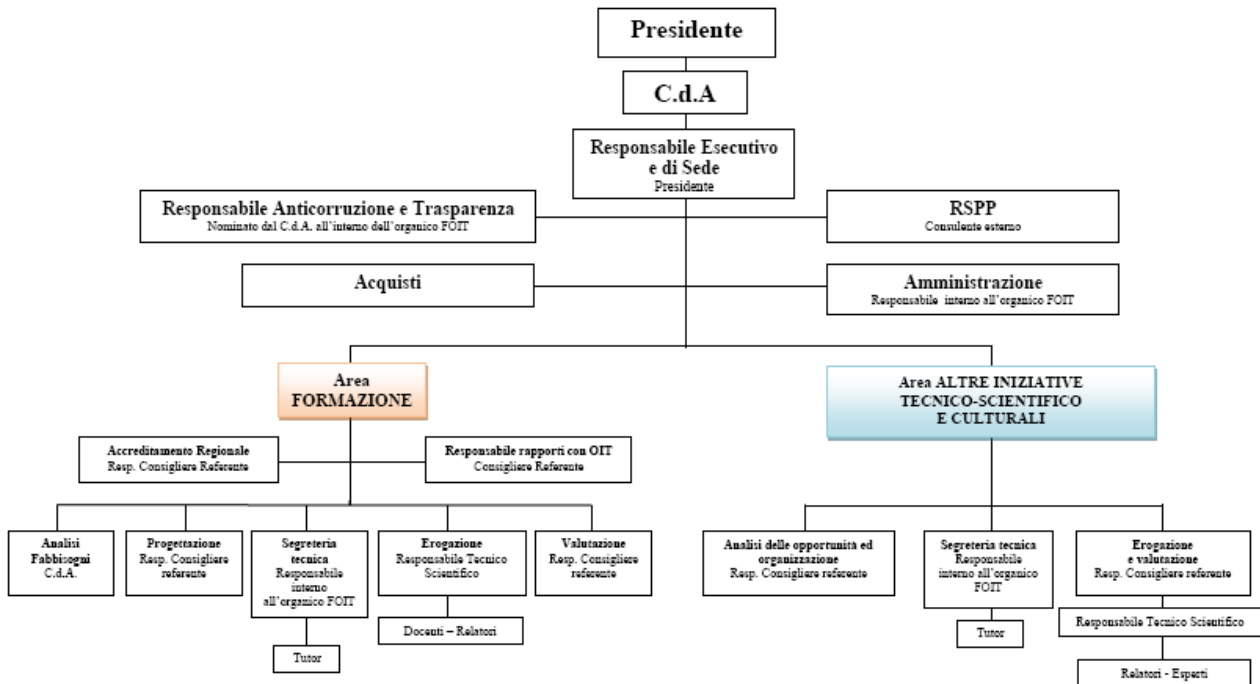 Presidente
C.d.A
Responsabile Esecutivo
e di Sede
Presidente
Responsabile Anticorruzione e Trasparenza
Nominato dal C.d.A. all'interno dell'organico FOIT
RSPP
Consulente esterno
Acquisti
Amministrazione
Responsabile interno all'organico FOIT
Area
FORMAZIONE
Area ALTRE INIZIATIVE
TECNICO-SCIENTIFICO
E CULTURALI
Accreditamento Regionale
Resp. Consigliere Referente
Responsabile rapporti con OIT
Consigliere Referente
Analisi
Fabbisogni
C.d.A.
Progettazione
Resp. Consigliere
referente
Segreteria
tecnica
Responsabile
interno
all'organico FOIT
Tutor
Erogazione
Responsabile Tecnico
Scientifico
Docenti – Relatori
Valutazione
Resp. Consigliere
referente
Analisi delle opportunità ed
organizzazione
Resp. Consigliere referente
Segreteria tecnica
Responsabile
interno all'organico
FOIT
Tutor
Erogazione
e valutazione
Resp. Consigliere referente
Responsabile Tecnico Scientifico
Relatori - Esperti